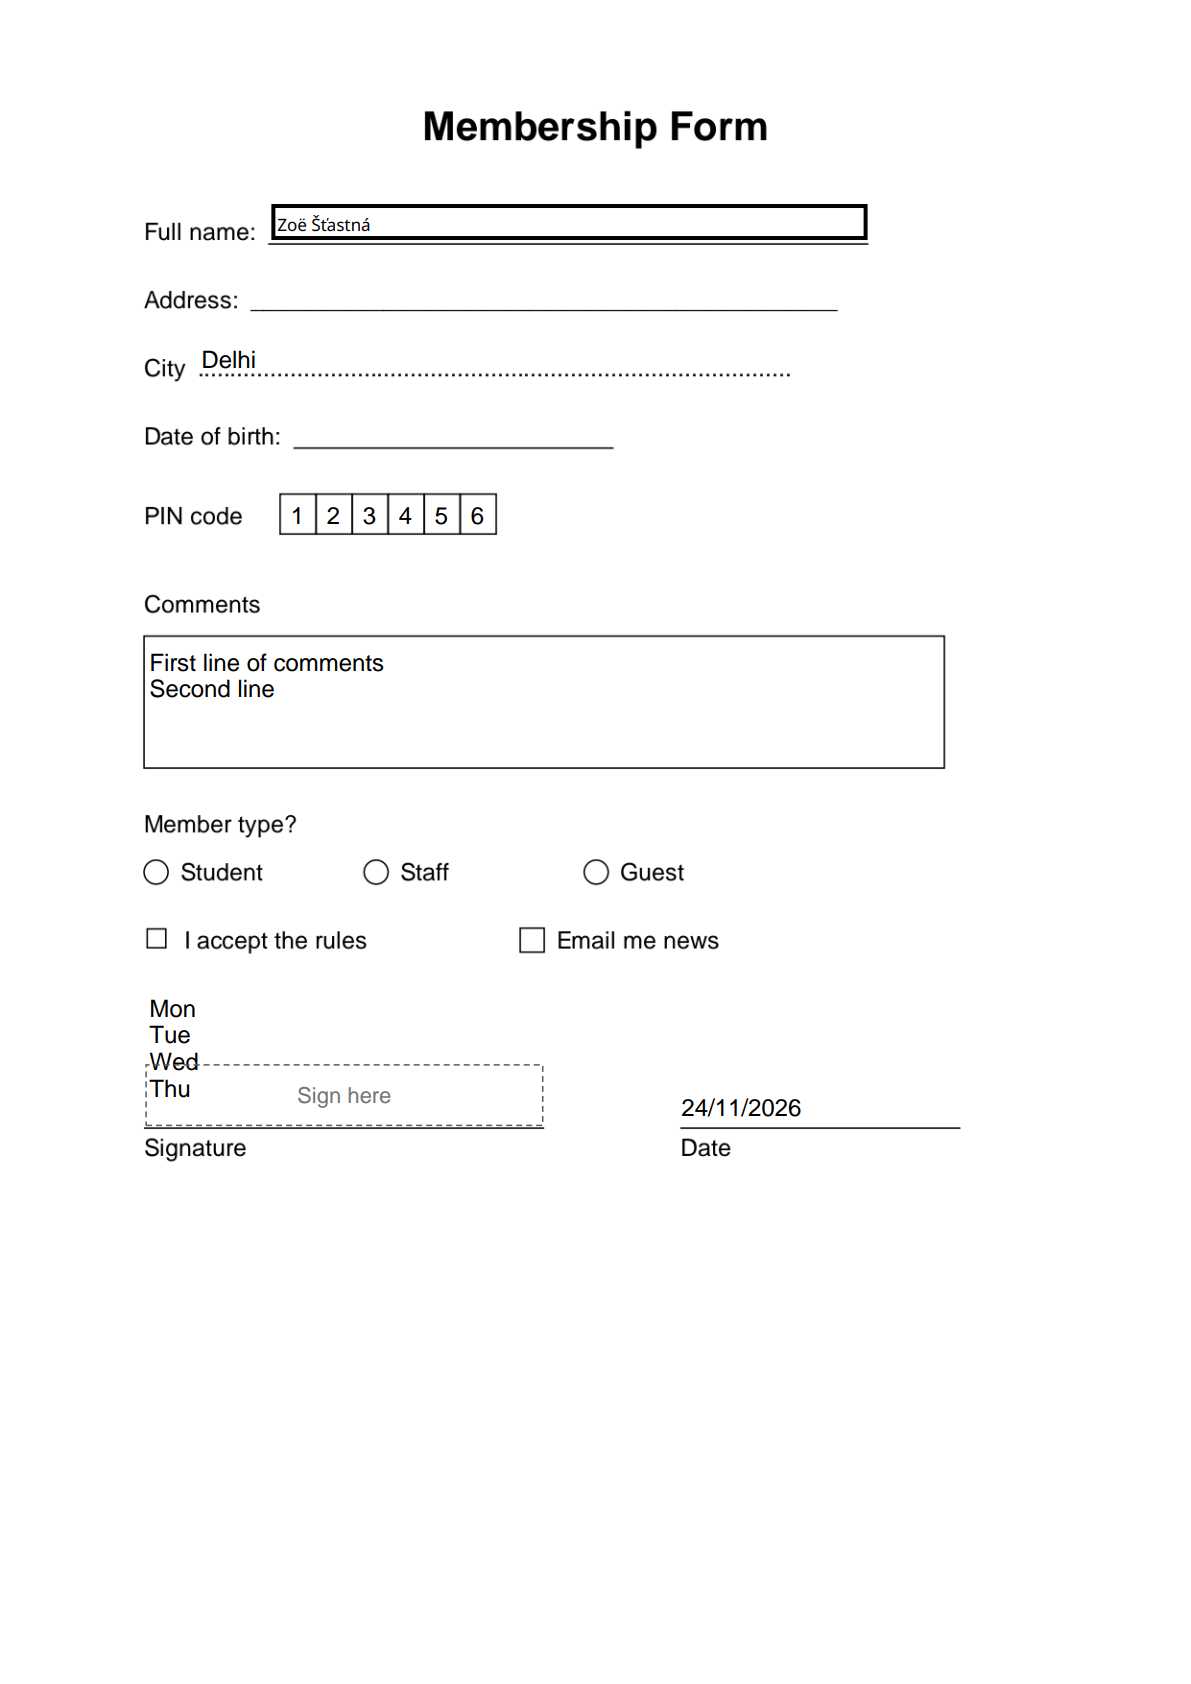 Membership Form
Full name: Zoë Šťastná
Address:
City Delhi
Date of birth:
PIN code 1 2 3 4 5 6
Comments
First line of comments
Second line
Member type?
Student Staff Guest
I accept the rules Email me news
Mon
Tue
Wed
Thu Sign here
24/11/2026
Signature Date